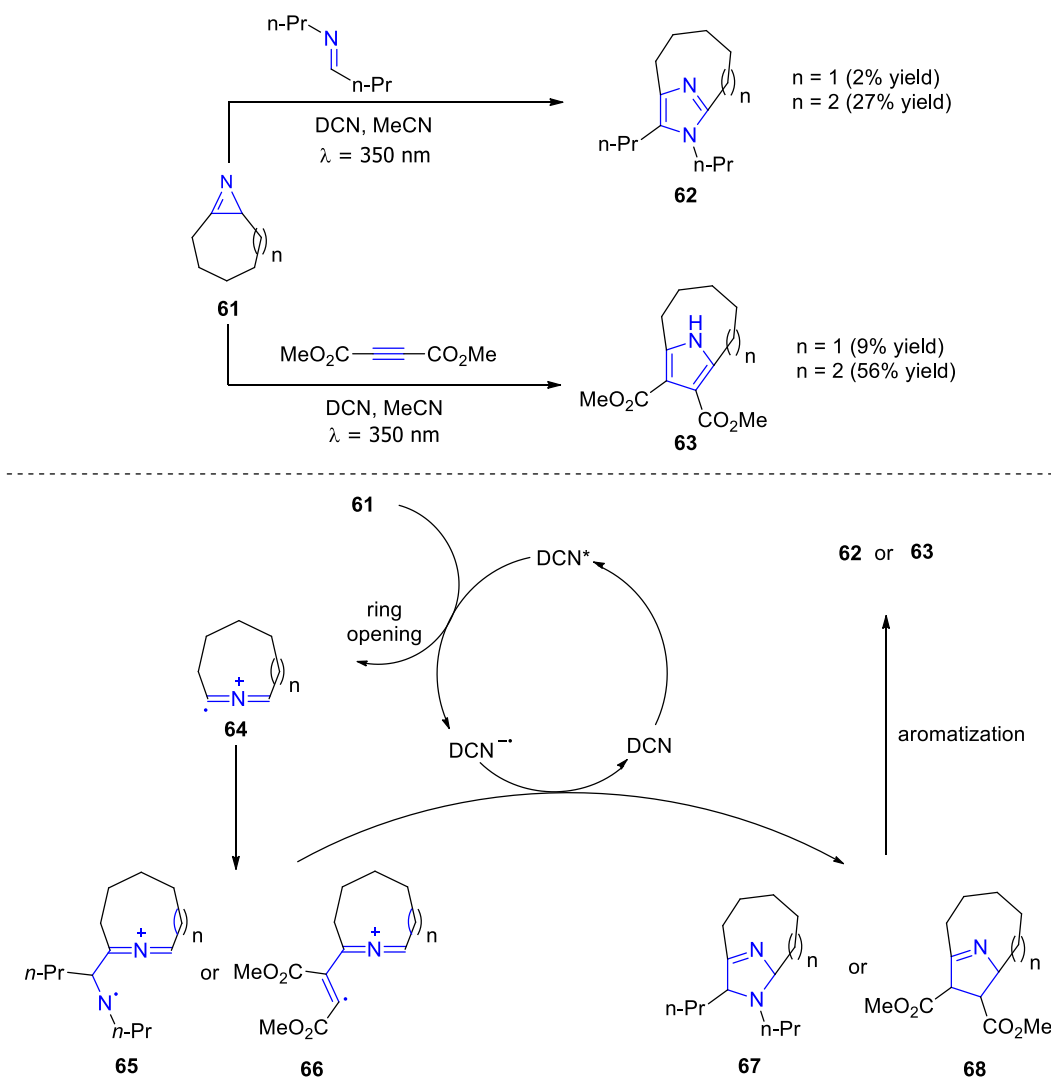 n-Pr
N
n-Pr
DCN, MeCN
λ = 350 nm
N
n
n-Pr
N
n-Pr
62
n = 1 (2% yield)
n = 2 (27% yield)
N
n
61
MeO2C
CO2Me
DCN, MeCN
λ = 350 nm
H
N
n
MeO2C
CO2Me
63
n = 1 (9% yield)
n = 2 (56% yield)
61
DCN*
62 or 63
ring
opening
+
N
n
·
64
DCN−·
DCN
aromatization
+
N
n
n-Pr
N·
n-Pr
65
or
+
N
n
MeO2C
·
MeO2C
66
N
n
n-Pr
N
n-Pr
67
or
N
n
MeO2C
CO2Me
68